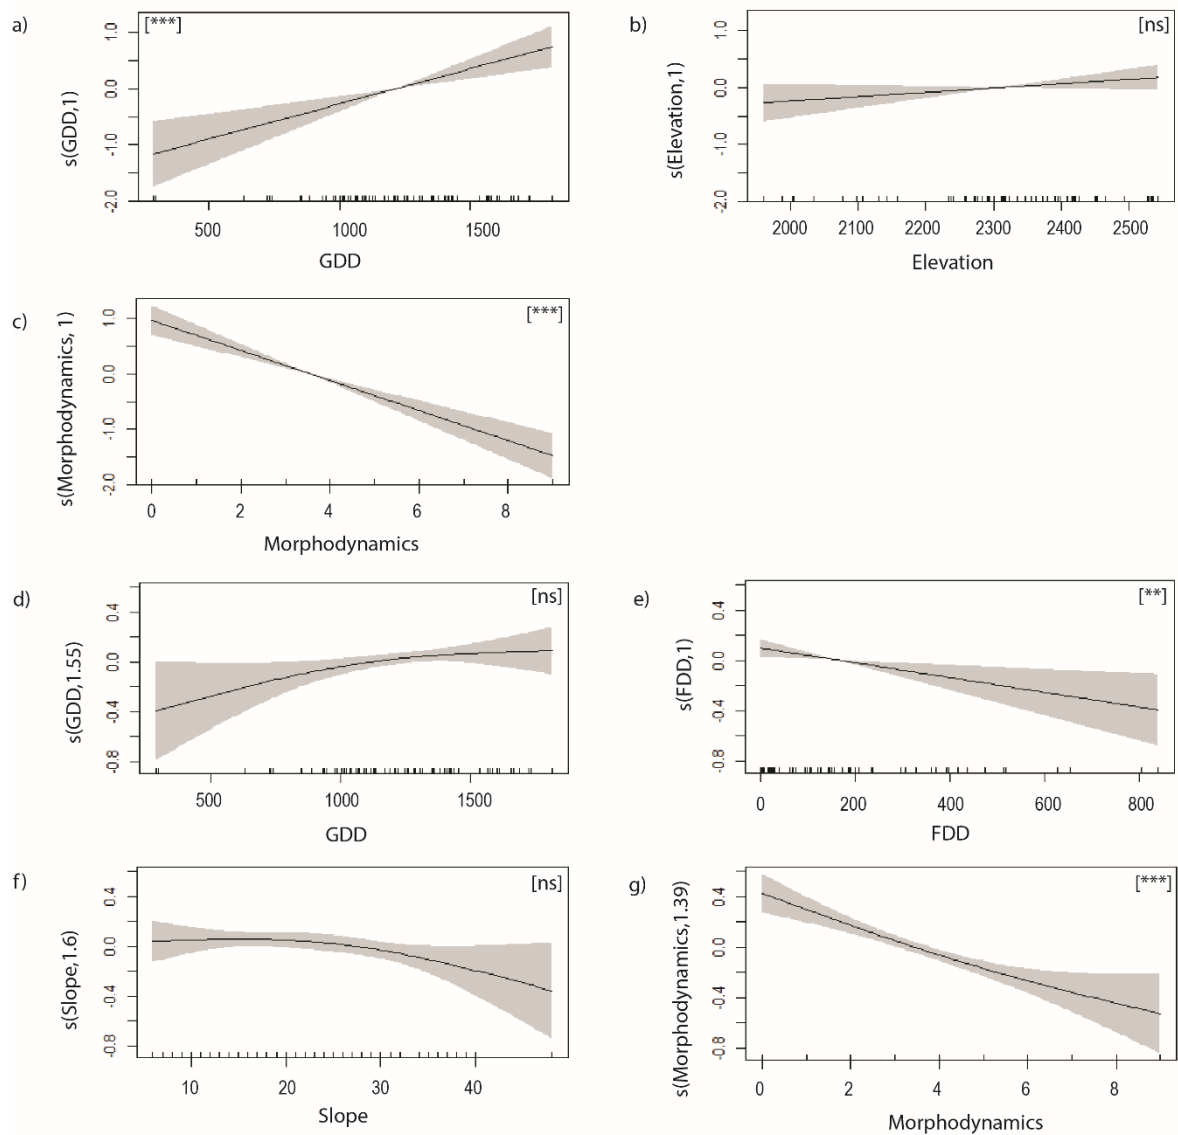 a)
[***]
s(GDD,1)
1.0
0.0
-1.0
-2.0
500
1000
1500
GDD
b)
[ns]
s(Elevation,1)
1.0
0.0
-1.0
-2.0
2000
2100
2200
2300
2400
2500
Elevation
c)
[***]
s(Morphodynamics, 1)
1.0
0.0
-1.0
-2.0
0
2
4
6
8
Morphodynamics
d)
[ns]
s(GDD,1.55)
0.4
0.0
-0.4
-0.8
500
1000
1500
GDD
e)
[**]
s(FDD,1)
0.4
0.0
-0.4
-0.8
0
200
400
600
800
FDD
f)
[ns]
s(Slope,1.6)
0.4
0.0
-0.4
-0.8
10
20
30
40
Slope
g)
[***]
s(Morphodynamics,1.39)
0.4
0.0
-0.4
-0.8
0
2
4
6
8
Morphodynamics